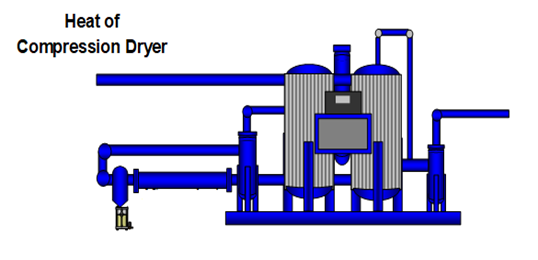 Heat of
Compression Dryer